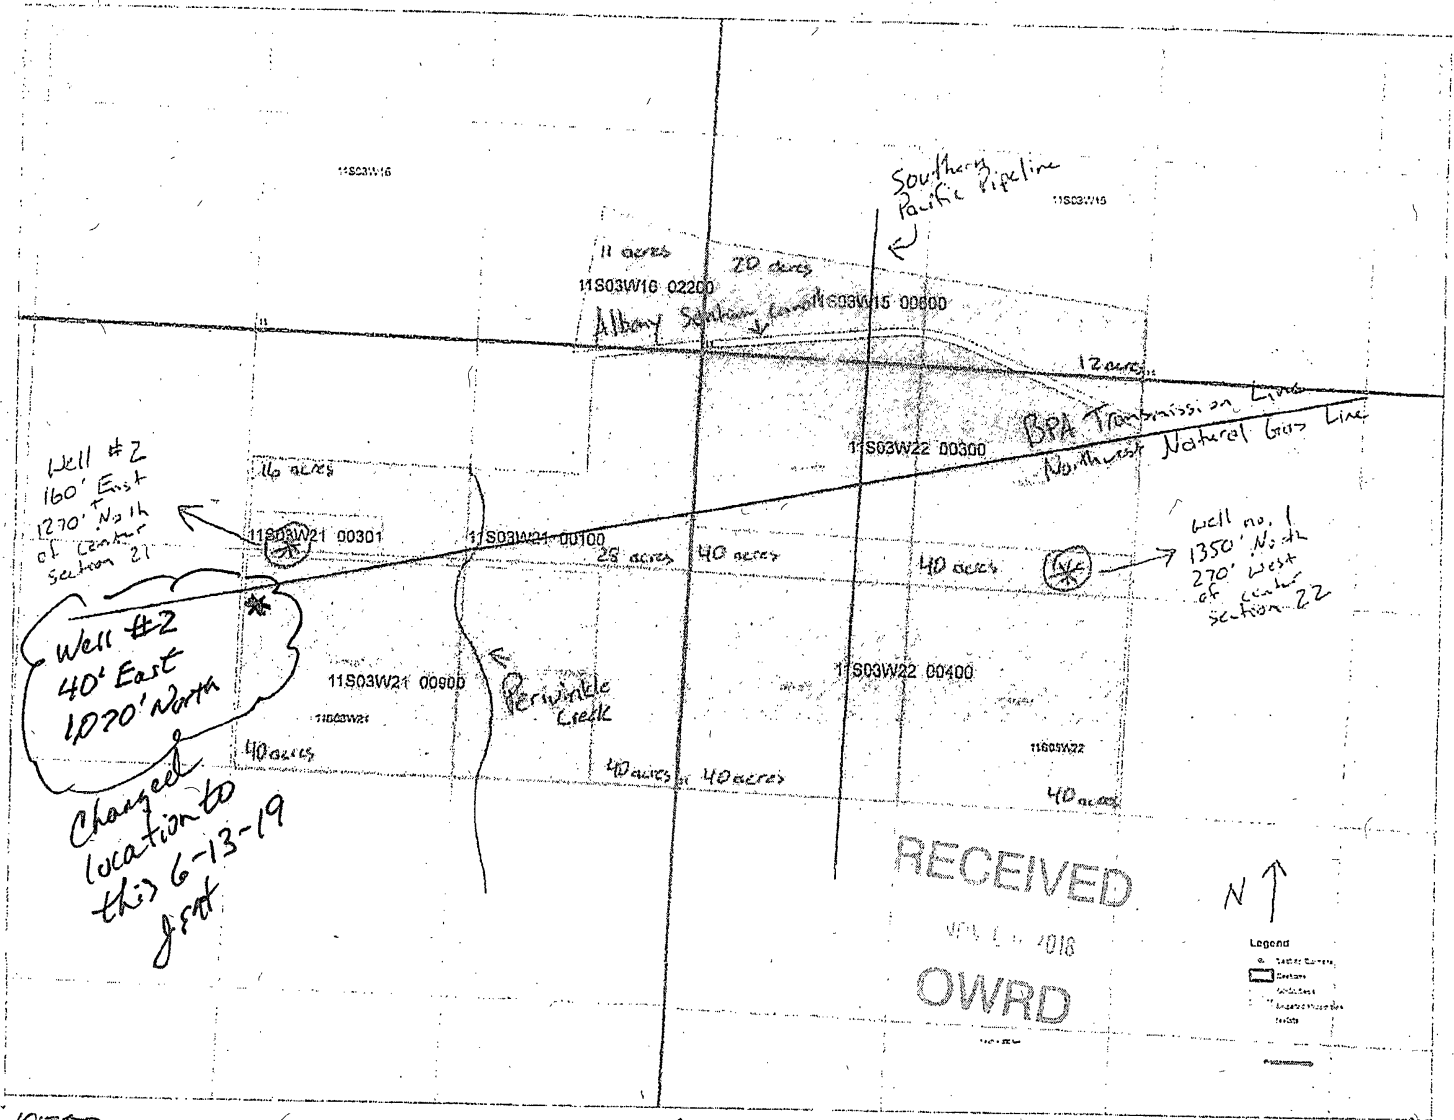 11S03W16
Southern
Pacific Pipeline
11S03W15
11 acres
20 acres
11S03W16 02200
11S03W15 00600
Albany Santiam Canal
12 acres
BPA Transmission Line
Northwest Natural Gas Line
11S03W22 00300
Well #2
160' East
1270' North
of center
section 21
16 acres
11S03W21 00301
11S03W21 00100
28 acres
40 acres
40 acres
well no. 1
1350' North
270' West
of center
section 22
Well #2
40' East
1,020' North
11S03W21 00900
11S03W21
Periwinkle
Creek
11S03W22 00400
11S03W22
40 acres
40 acres
40 acres
40 acres
Changed
location to
this 6-13-19
RECEIVED
2018
OWRD
N
Legend
Sections